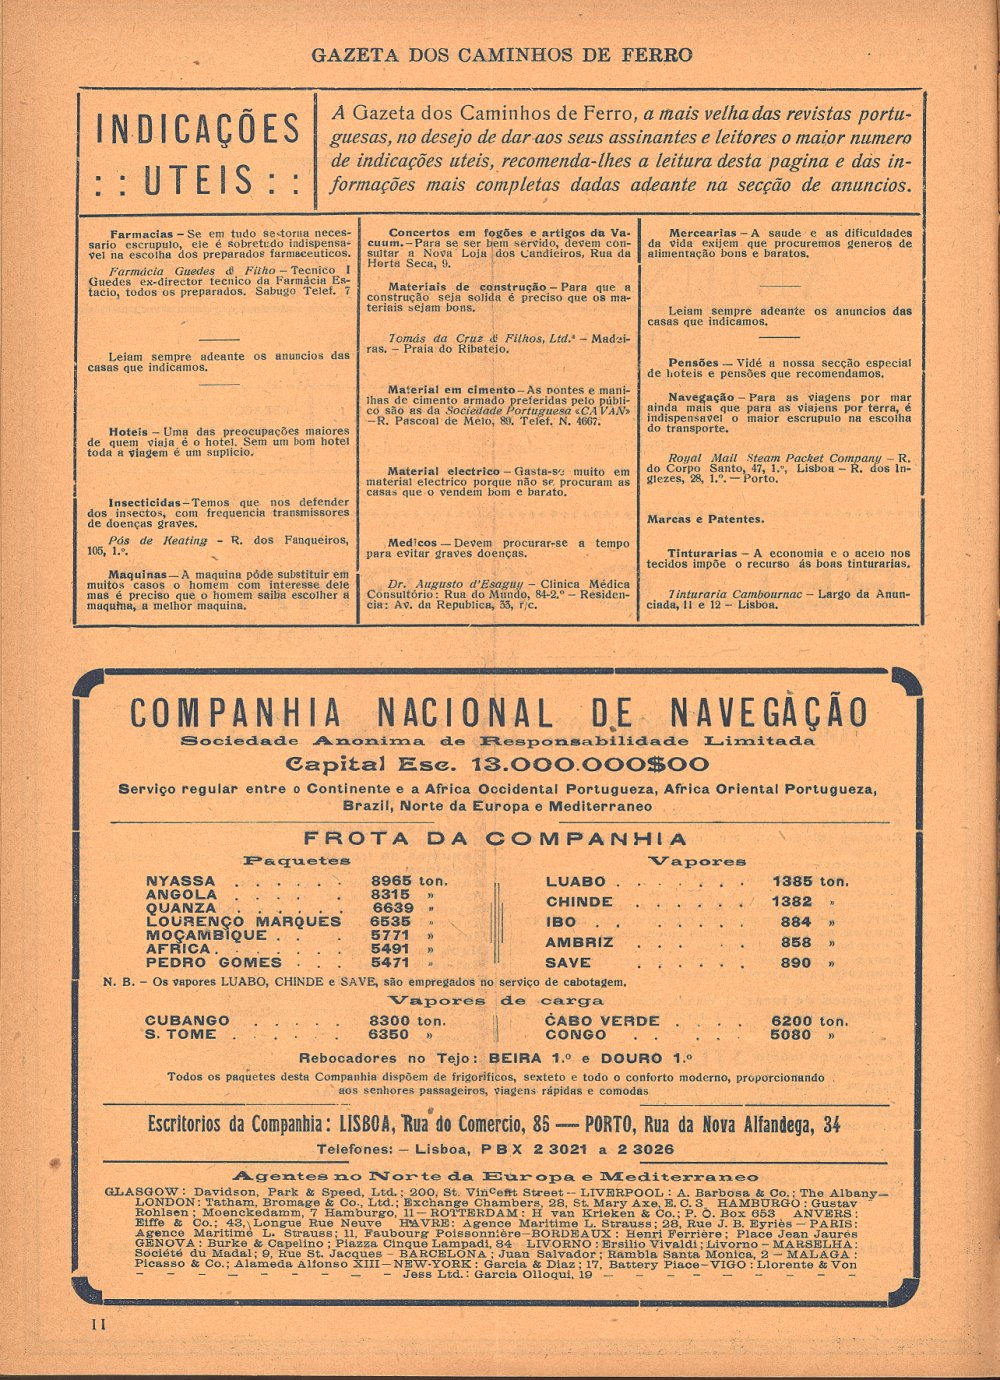 GAZETA DOS CAMINHOS DE FERRO
INDICAÇÕES
: : UTEIS : :
A Gazeta dos Caminhos de Ferro, a mais velha das revistas portu-
guesas, no desejo de dar aos seus assinantes e leitores o maior numero
de indicações uteis, recomenda-lhes a leitura desta pagina e das in-
formações mais completas dadas adeante na secção de anuncios.
Farmacias — Se em tudo se torna neces-
sario escrupulo, ele é sobretudo indispensa-
vel na escolha dos preparados farmaceuticos.
Farmácia Guedes & Filho — Tecnico I
Guedes ex-director tecnico da Farmácia Es-
tacio, todos os preparados. Sabugo Telef. 7
Leiam sempre adeante os anuncios das
casas que indicamos.
Hoteis — Uma das preocupações maiores
de quem viaja é o hotel. Sem um bom hotel
toda a viagem é um suplicio.
Insecticidas — Temos que nos defender
dos insectos, com frequencia transmissores
de doenças graves.
Pós de Keating — R. dos Fanqueiros,
105, 1.º.
Maquinas — A maquina póde substituir em
muitos casos o homem com interesse dele
mas é preciso que o homem saiba escolher a
maquina, a melhor maquina.
Concertos em fogões e artigos da Va-
cuum. — Para se ser bem servido, devem con-
sultar a Nova Loja dos Candieiros, Rua da
Horta Seca, 9.
Materiais de construção — Para que a
construção seja solida é preciso que os ma-
teriais sejam bons.
Tomás da Cruz & Filhos, Ltd.ª — Madei-
ras. — Praia do Ribatejo.
Material em cimento — As pontes e mani-
lhas de cimento armado preferidas pelo públi-
co são as da Sociedade Portuguesa «CAVAN»
— R. Pascoal de Melo, 89. Telef. N. 4667.
Material electrico — Gasta-se muito em
material electrico porque não se procuram as
casas que o vendem bom e barato.
Medicos — Devem procurar-se a tempo
para evitar graves doenças.
Dr. Augusto d'Esaguy — Clinica Médica
Consultório: Rua do Mundo, 84-2.º — Residen-
cia: Av. da Republica, 33, r/c.
Mercearias — A saude e as dificuldades
da vida exijem que procuremos generos de
alimentação bons e baratos.
Leiam sempre adeante os anuncios das
casas que indicamos.
Pensões — Vidé a nossa secção especial
de hoteis e pensões que recomendamos.
Navegação — Para as viagens por mar
ainda mais que para as viajens por terra, é
indispensavel o maior escrupulo na escolha
do transporte.
Royal Mail Steam Packet Company — R.
do Corpo Santo, 47, 1.º, Lisboa — R. dos In-
glezes, 28, 1.º. — Porto.
Marcas e Patentes.
Tinturarias — A economia e o aceio nos
tecidos impõe o recurso ás boas tinturarias.
Tinturaria Cambournac — Largo da Anun-
ciada, 11 e 12 — Lisboa.
COMPANHIA NACIONAL DE NAVEGAÇÃO
Sociedade Anonima de Responsabilidade Limitada
Capital Esc. 13.000.000$00
Serviço regular entre o Continente e a Africa Occidental Portugueza, Africa Oriental Portugueza,
Brazil, Norte da Europa e Mediterraneo
FROTA DA COMPANHIA
Paquetes
NYASSA . . . . . . 8965 ton.
ANGOLA . . . . . . 8315 »
QUANZA . . . . . . 6639 »
LOURENÇO MARQUES 6535 »
MOÇAMBIQUE . . . . 5771 »
AFRICA . . . . . . 5491 »
PEDRO GOMES . . . 5471 »
Vapores
LUABO . . . . . . . 1385 ton.
CHINDE . . . . . . 1382 »
IBO . . . . . . . 884 »
AMBRIZ . . . . . . 858 »
SAVE . . . . . . 890 »
N. B. — Os vapores LUABO, CHINDE e SAVE, são empregados no serviço de cabotagem.
Vapores de carga
CUBANGO . . . . . 8300 ton.
S. TOME . . . . . 6350 »
CABO VERDE . . . . 6200 ton.
CONGO . . . . . 5080 »
Rebocadores no Tejo: BEIRA 1.º e DOURO 1.º
Todos os paquetes desta Companhia dispõem de frigorificos, sexteto e todo o conforto moderno, proporcionando
aos senhores passageiros, viagens rápidas e comodas
Escritorios da Companhia: LISBOA, Rua do Comercio, 85 — PORTO, Rua da Nova Alfandega, 34
Telefones: — Lisboa, PBX 2 3021 a 2 3026
Agentes no Norte da Europa e Mediterraneo
GLASGOW: Davidson, Park & Speed, Ltd.; 200, St. Vincent Street — LIVERPOOL: A. Barbosa & Co.; The Albany—
LONDON: Tatham, Bromage & Co., Ltd.; Exchange Chambers, 28, St. Mary Axe, E. C. 3 HAMBURGO: Gustav
Rohlsen; Moenckedamm, 7 Hamburgo, 11 — ROTTERDAM: H van Krieken & Co.; P. O. Box 653 ANVERS:
Eiffe & Co.; 43, Longue Rue Neuve HAVRE: Agence Maritime L. Strauss; 28, Rue J. B. Eyriès — PARIS:
Agence Maritime L. Strauss; 11, Faubourg Poissonnière — BORDEAUX: Henri Ferrière; Place Jean Jaurés
GENOVA: Burke & Capelino; Piazza Cinque Lampadi, 84 LIVORNO: Ersilio Vivaldi; Livorno — MARSELHA:
Société du Madal; 9, Rue St. Jacques — BARCELONA; Juan Salvador; Rambla Santa Monica, 2 — MALAGA:
Picasso & Co.; Alameda Alfonso XIII — NEW-YORK: Garcia & Diaz; 17, Battery Place — VIGO: Llorente & Von
Jess Ltd.: Garcia Olloqui, 19
11